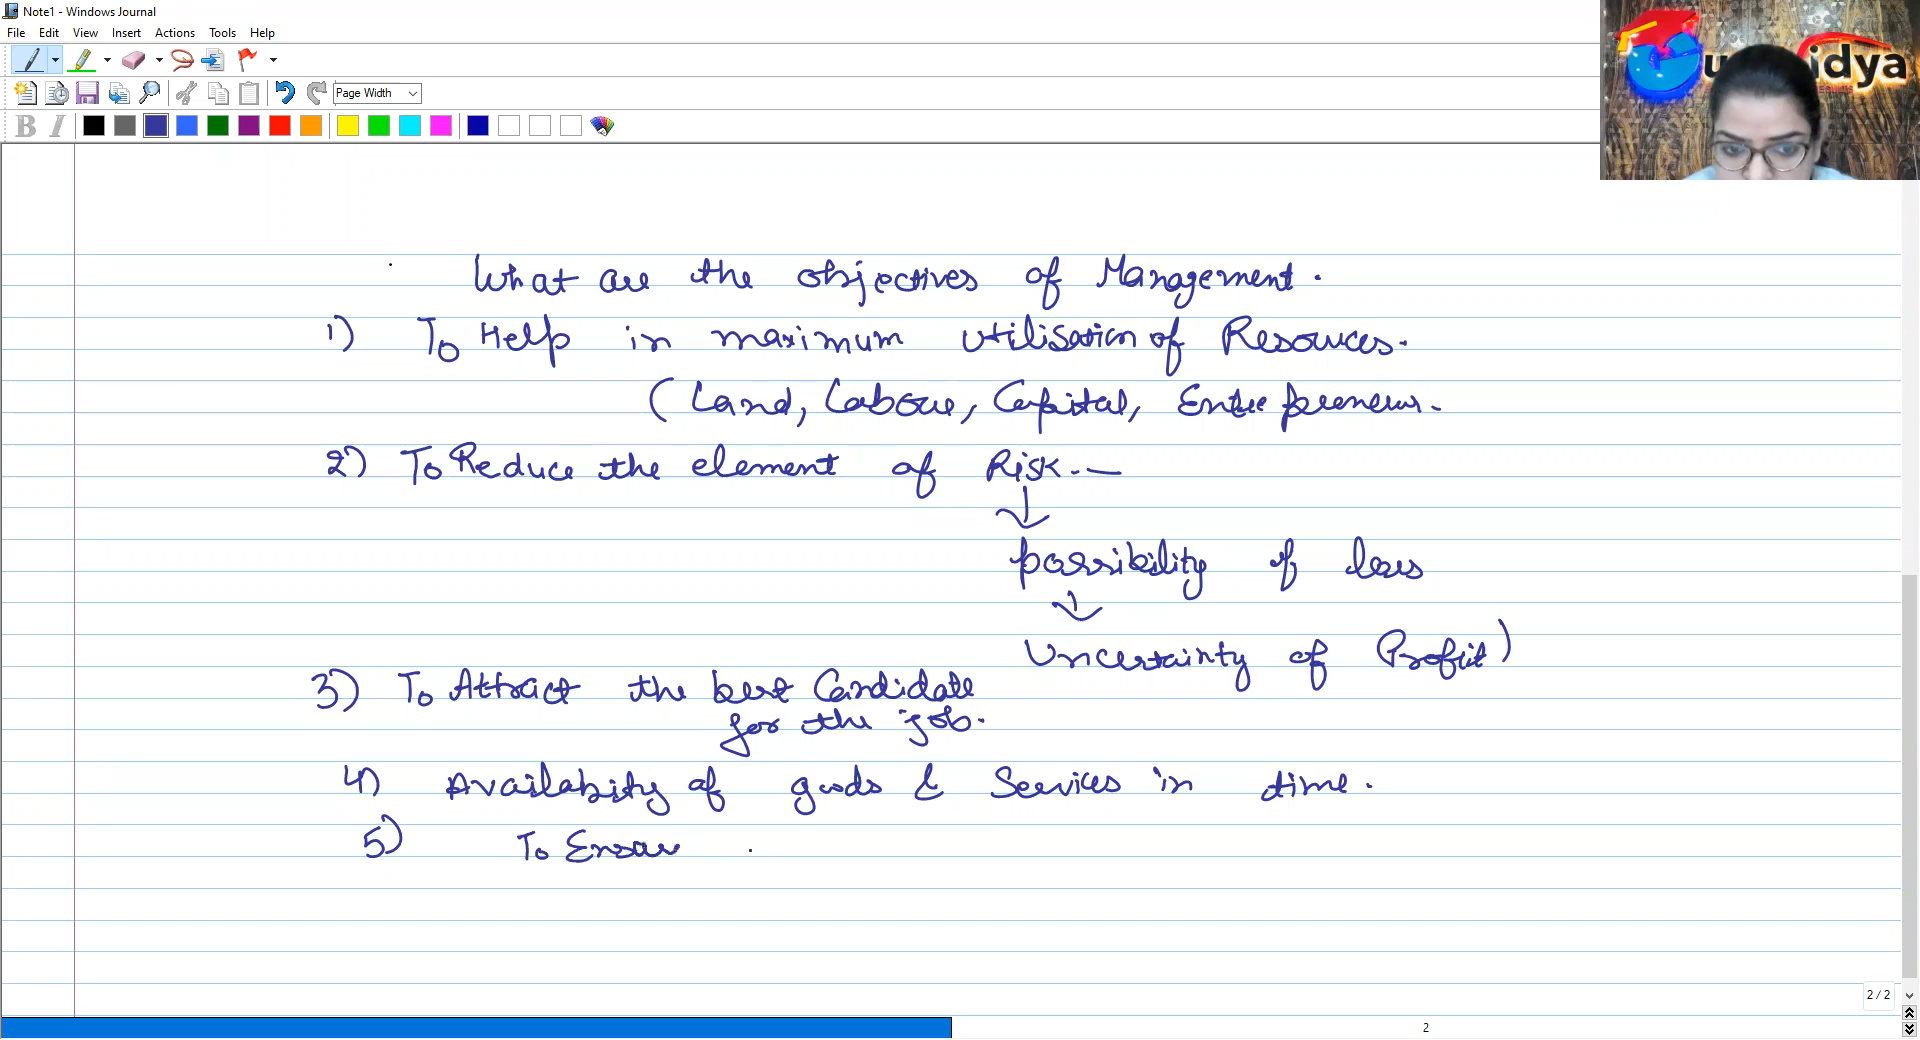 Note1 - Windows Journal
File Edit View Insert Actions Tools Help
Page Width
B I
idya
What are the objectives of Management.
1) To Help in maximum utilisation of Resources.
(Land, Labour, Capital, Entrepreneur.
2) To Reduce the element of Risk. —
possibility of loss
Uncertainty of Profit)
3) To Attract the best Candidate
for the job.
4) Availabity of goods & Services in time.
5) To Ensure
2 / 2
2